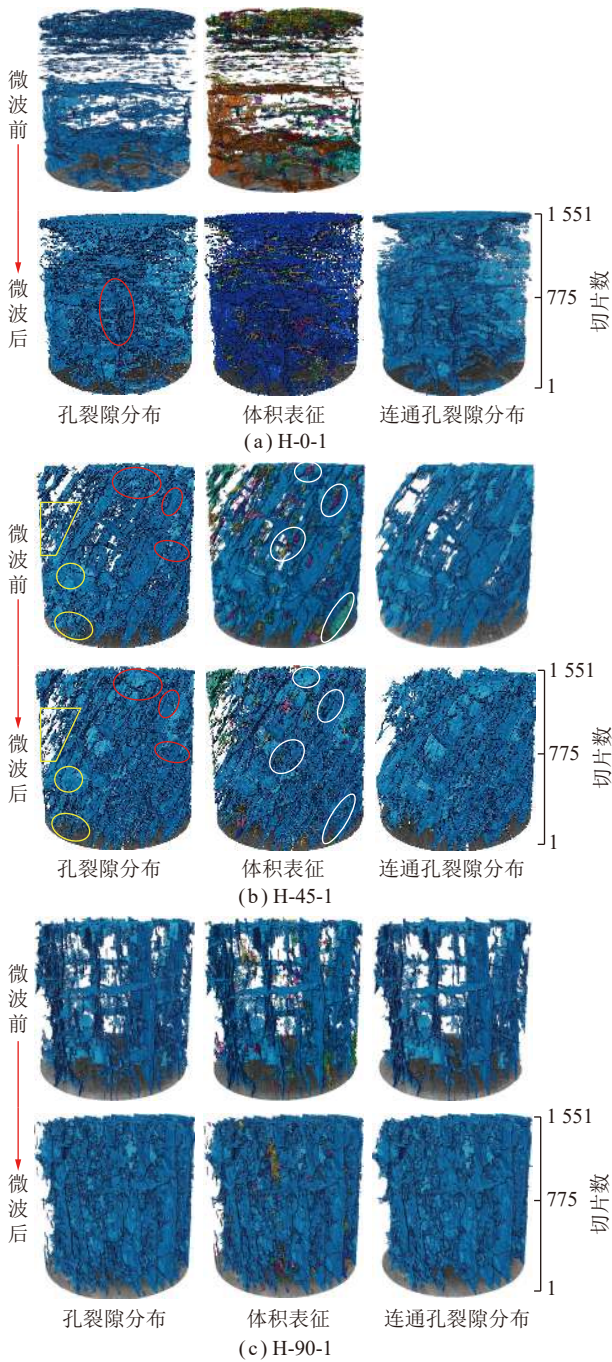 微波前
微波后
1 551
775
1
切片数
孔裂隙分布 体积表征 连通孔裂隙分布
(a) H-0-1
微波前
微波后
1 551
775
1
切片数
孔裂隙分布 体积表征 连通孔裂隙分布
(b) H-45-1
微波前
微波后
1 551
775
1
切片数
孔裂隙分布 体积表征 连通孔裂隙分布
(c) H-90-1